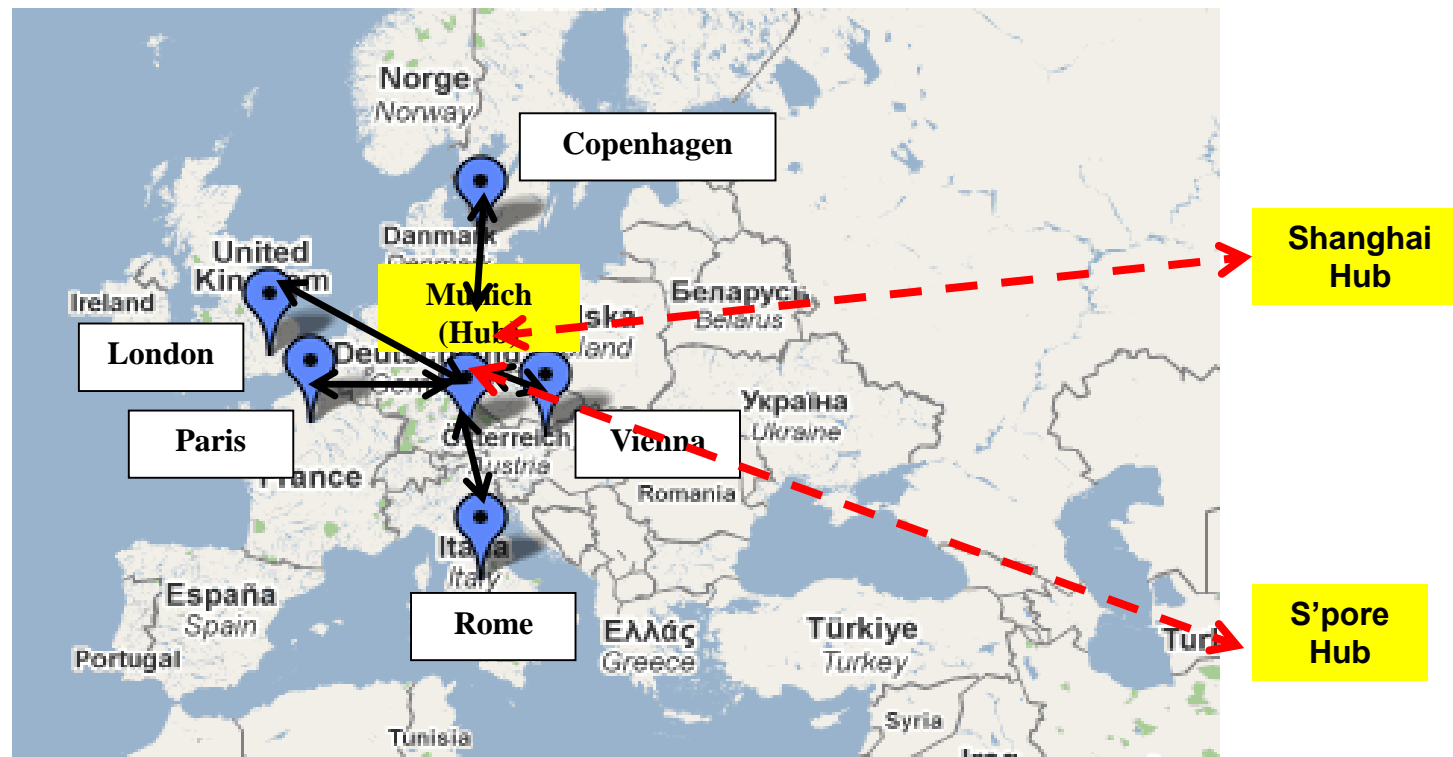 Norge
Norway
Copenhagen
Danmark
United
Kingdom
Ireland
Munich
(Hub)
Беларусь
Belarus
Shanghai
Hub
London
Deutschland
Paris
France
Österreich
Austria
Vienna
Україна
Ukraine
Romania
Italia
Italy
Rome
España
Spain
Portugal
Ελλάς
Greece
Türkiye
Turkey
S'pore
Hub
Syria
Tunisia